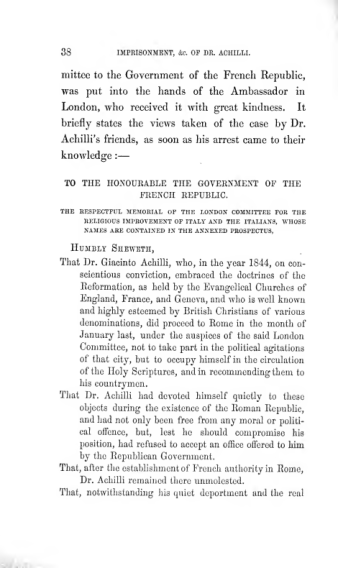 38 IMPRISONMENT, &c. OF DR. ACHILLI.
mittee to the Government of the French Republic,
was put into the hands of the Ambassador in
London, who received it with great kindness. It
briefly states the views taken of the case by Dr.
Achilli's friends, as soon as his arrest came to their
knowledge :—
TO THE HONOURABLE THE GOVERNMENT OF THE
FRENCH REPUBLIC.
THE RESPECTFUL MEMORIAL OF THE LONDON COMMITTEE FOR THE
RELIGIOUS IMPROVEMENT OF ITALY AND THE ITALIANS, WHOSE
NAMES ARE CONTAINED IN THE ANNEXED PROSPECTUS,
HUMBLY SHEWETH,
That Dr. Giacinto Achilli, who, in the year 1844, on con-
scientious conviction, embraced the doctrines of the
Reformation, as held by the Evangelical Churches of
England, France, and Geneva, and who is well known
and highly esteemed by British Christians of various
denominations, did proceed to Rome in the month of
January last, under the auspices of the said London
Committee, not to take part in the political agitations
of that city, but to occupy himself in the circulation
of the Holy Scriptures, and in recommending them to
his countrymen.
That Dr. Achilli had devoted himself quietly to these
objects during the existence of the Roman Republic,
and had not only been free from any moral or politi-
cal offence, but, lest he should compromise his
position, had refused to accept an office offered to him
by the Republican Government.
That, after the establishment of French authority in Rome,
Dr. Achilli remained there unmolested.
That, notwithstanding his quiet deportment and the real